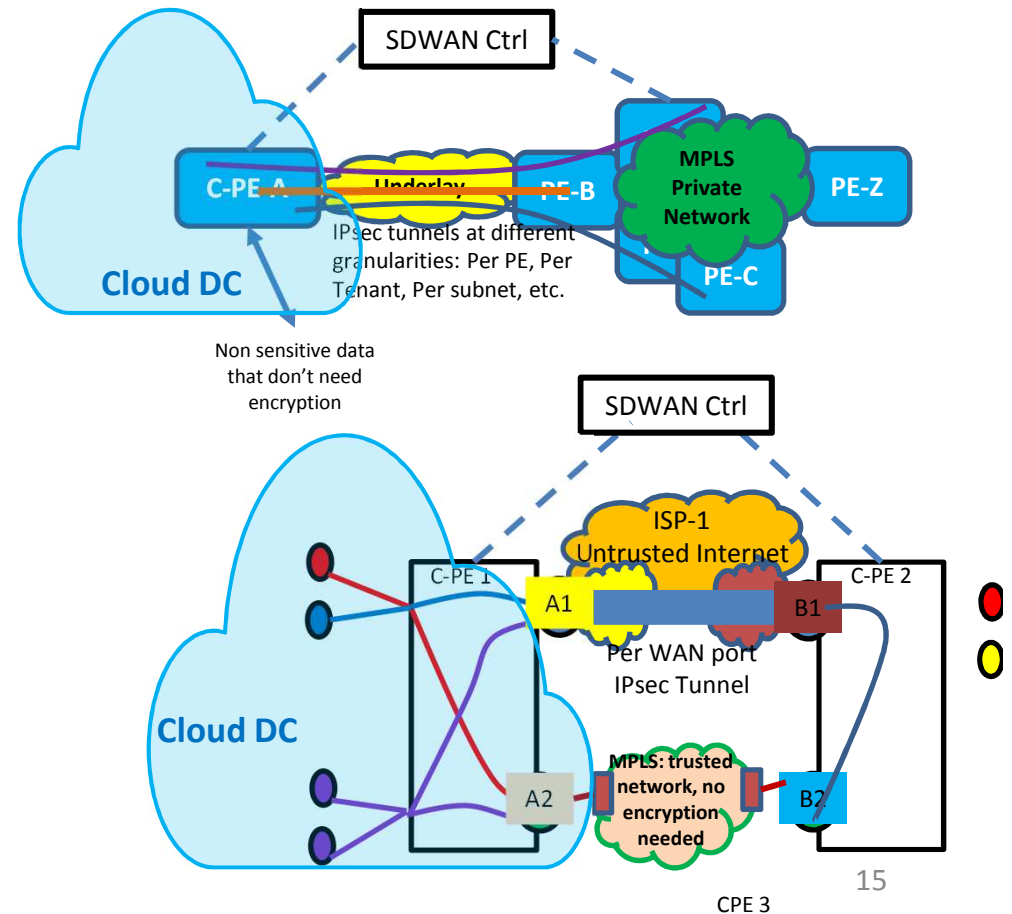 SDWAN Ctrl
C-PE-A
Underlay
PE-B
MPLS
Private
Network
PE-Z
PE-C
IPsec tunnels at different
granularities: Per PE, Per
Tenant, Per subnet, etc.
Cloud DC
Non sensitive data
that don't need
encryption
SDWAN Ctrl
ISP-1
Untrusted Internet
C-PE 1
C-PE 2
A1
B1
Per WAN port
IPsec Tunnel
Cloud DC
MPLS: trusted
network, no
encryption
needed
A2
B2
15
CPE 3